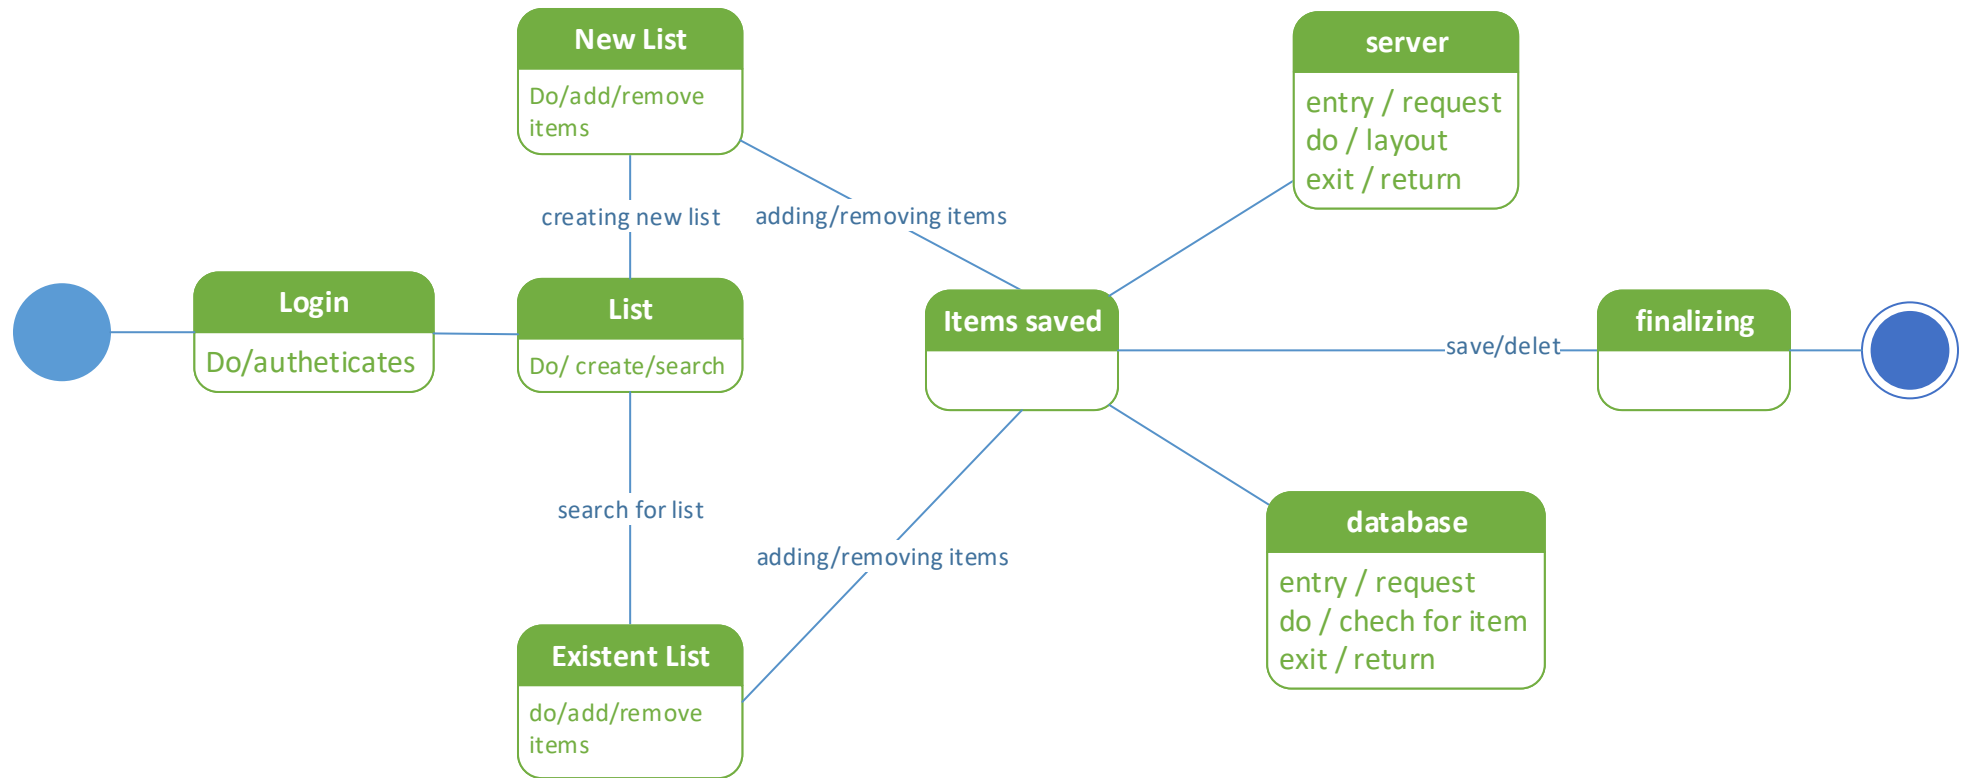 New List
Do/add/remove
items
server
entry / request
do / layout
exit / return
creating new list
adding/removing items
Login
Do/autheticates
List
Do/ create/search
Items saved
save/delet
finalizing
search for list
adding/removing items
database
entry / request
do / chech for item
exit / return
Existent List
do/add/remove
items